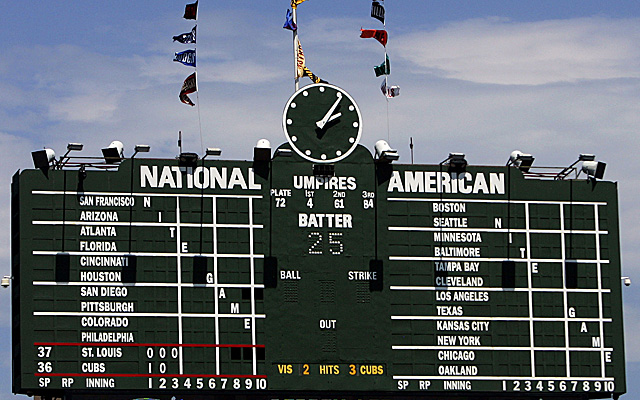 NATIONAL
UMPIRES
AMERICAN
PLATE 1ST 2ND 3RD
72 4 61 84
BATTER
25
BALL STRIKE
OUT
VIS 2 HITS 3 CUBS
SAN FRANCISCO N
ARIZONA I
ATLANTA T
FLORIDA E
CINCINNATI
HOUSTON G
SAN DIEGO A
PITTSBURGH M
COLORADO E
PHILADELPHIA
37 ST. LOUIS 0 0 0
36 CUBS 1 0
SP RP INNING 1 2 3 4 5 6 7 8 9 10
BOSTON
SEATTLE N
MINNESOTA I
BALTIMORE T
TAMPA BAY E
CLEVELAND
LOS ANGELES
TEXAS G
KANSAS CITY A
NEW YORK M
CHICAGO E
OAKLAND
SP RP INNING 1 2 3 4 5 6 7 8 9 10